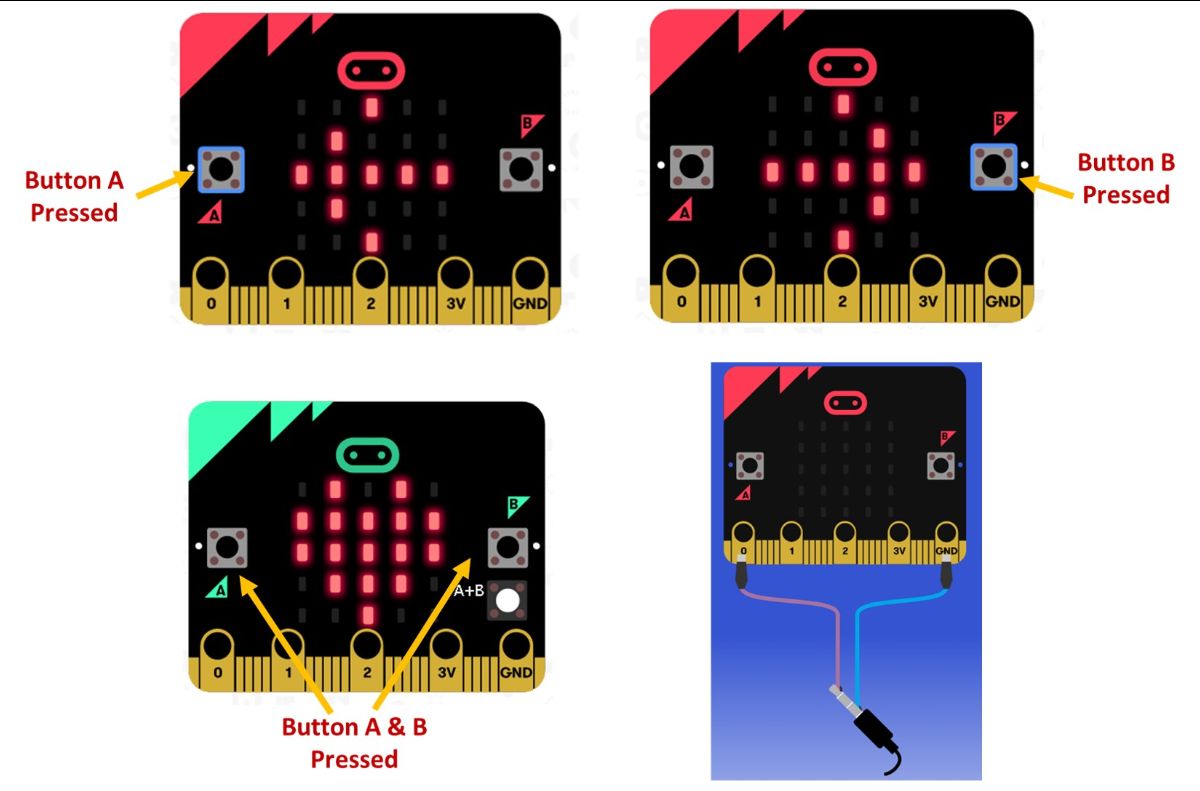 B
Button A
Pressed
A
0 1 2 3V GND
B
Button B
Pressed
A
0 1 2 3V GND
B
A
A+B
0 1 2 3V GND
Button A & B
Pressed
B
A
0 1 2 3V GND